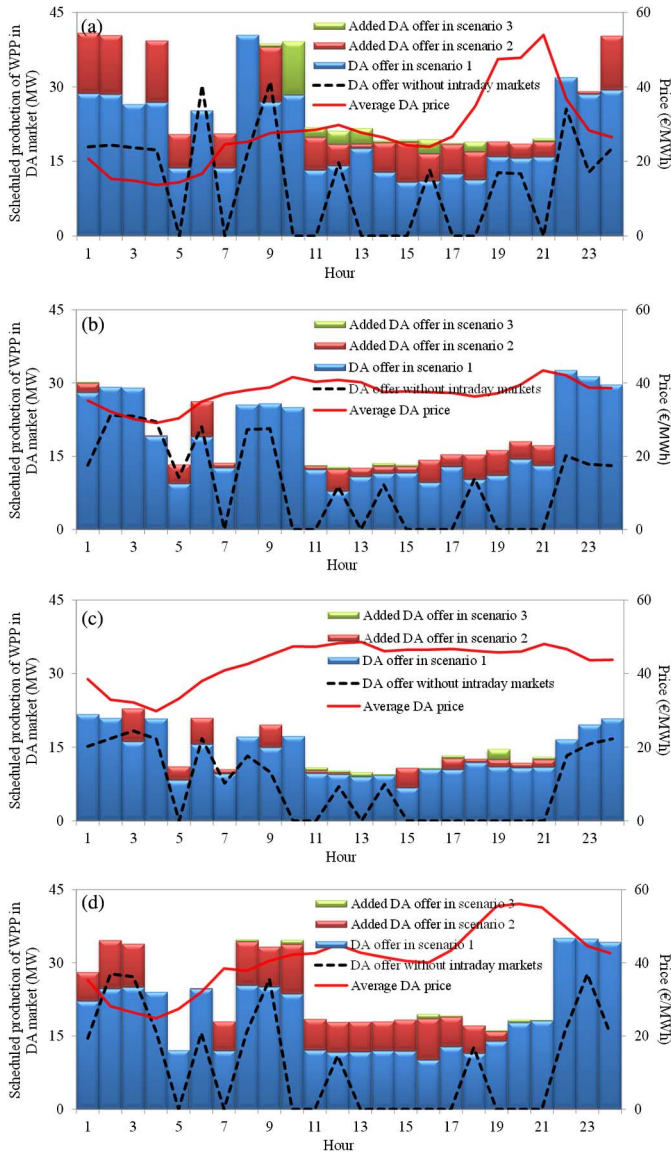 (a)
Added DA offer in scenario 3
Added DA offer in scenario 2
DA offer in scenario 1
DA offer without intraday markets
Average DA price
Scheduled production of WPP in
DA market (MW)
45
30
15
0
60
40
20
0
Price (€/MWh)
1 3 5 7 9 11 13 15 17 19 21 23
Hour
(b)
Added DA offer in scenario 3
Added DA offer in scenario 2
DA offer in scenario 1
DA offer without intraday markets
Average DA price
Scheduled production of WPP in
DA market (MW)
45
30
15
0
60
40
20
0
Price (€/MWh)
1 3 5 7 9 11 13 15 17 19 21 23
Hour
(c)
Added DA offer in scenario 3
Added DA offer in scenario 2
DA offer in scenario 1
DA offer without intraday markets
Average DA price
Scheduled production of WPP in
DA market (MW)
45
30
15
0
60
40
20
0
Price (€/MWh)
1 3 5 7 9 11 13 15 17 19 21 23
Hour
(d)
Added DA offer in scenario 3
Added DA offer in scenario 2
DA offer in scenario 1
DA offer without intraday markets
Average DA price
Scheduled production of WPP in
DA market (MW)
45
30
15
0
60
40
20
0
Price (€/MWh)
1 3 5 7 9 11 13 15 17 19 21 23
Hour